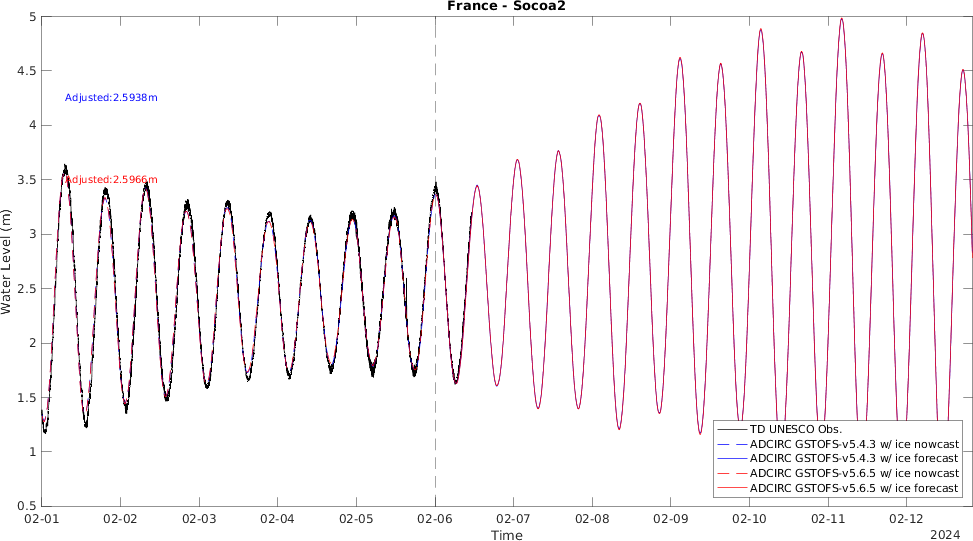 France - Socoa2
5
4.5
4
3.5
3
2.5
2
1.5
1
0.5
Water Level (m)
Adjusted:2.5938m
Adjusted:2.5966m
TD UNESCO Obs.
ADCIRC GSTOFS-v5.4.3 w/ ice nowcast
ADCIRC GSTOFS-v5.4.3 w/ ice forecast
ADCIRC GSTOFS-v5.6.5 w/ ice nowcast
ADCIRC GSTOFS-v5.6.5 w/ ice forecast
02-01 02-02 02-03 02-04 02-05 02-06 02-07 02-08 02-09 02-10 02-11 02-12
Time
2024